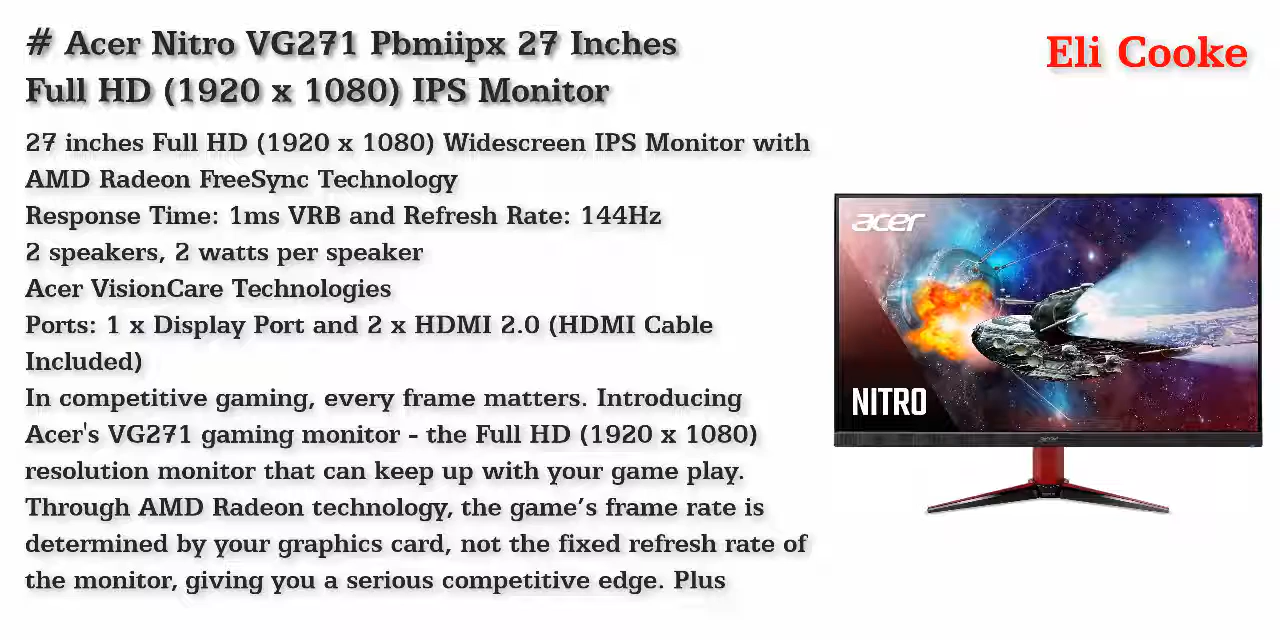 # Acer Nitro VG271 Pbmiipx 27 Inches
Full HD (1920 x 1080) IPS Monitor
Eli Cooke
27 inches Full HD (1920 x 1080) Widescreen IPS Monitor with
AMD Radeon FreeSync Technology
Response Time: 1ms VRB and Refresh Rate: 144Hz
2 speakers, 2 watts per speaker
Acer VisionCare Technologies
Ports: 1 x Display Port and 2 x HDMI 2.0 (HDMI Cable
Included)
In competitive gaming, every frame matters. Introducing
Acer's VG271 gaming monitor - the Full HD (1920 x 1080)
resolution monitor that can keep up with your game play.
Through AMD Radeon technology, the game’s frame rate is
determined by your graphics card, not the fixed refresh rate of
the monitor, giving you a serious competitive edge. Plus
acer
NITRO
acer